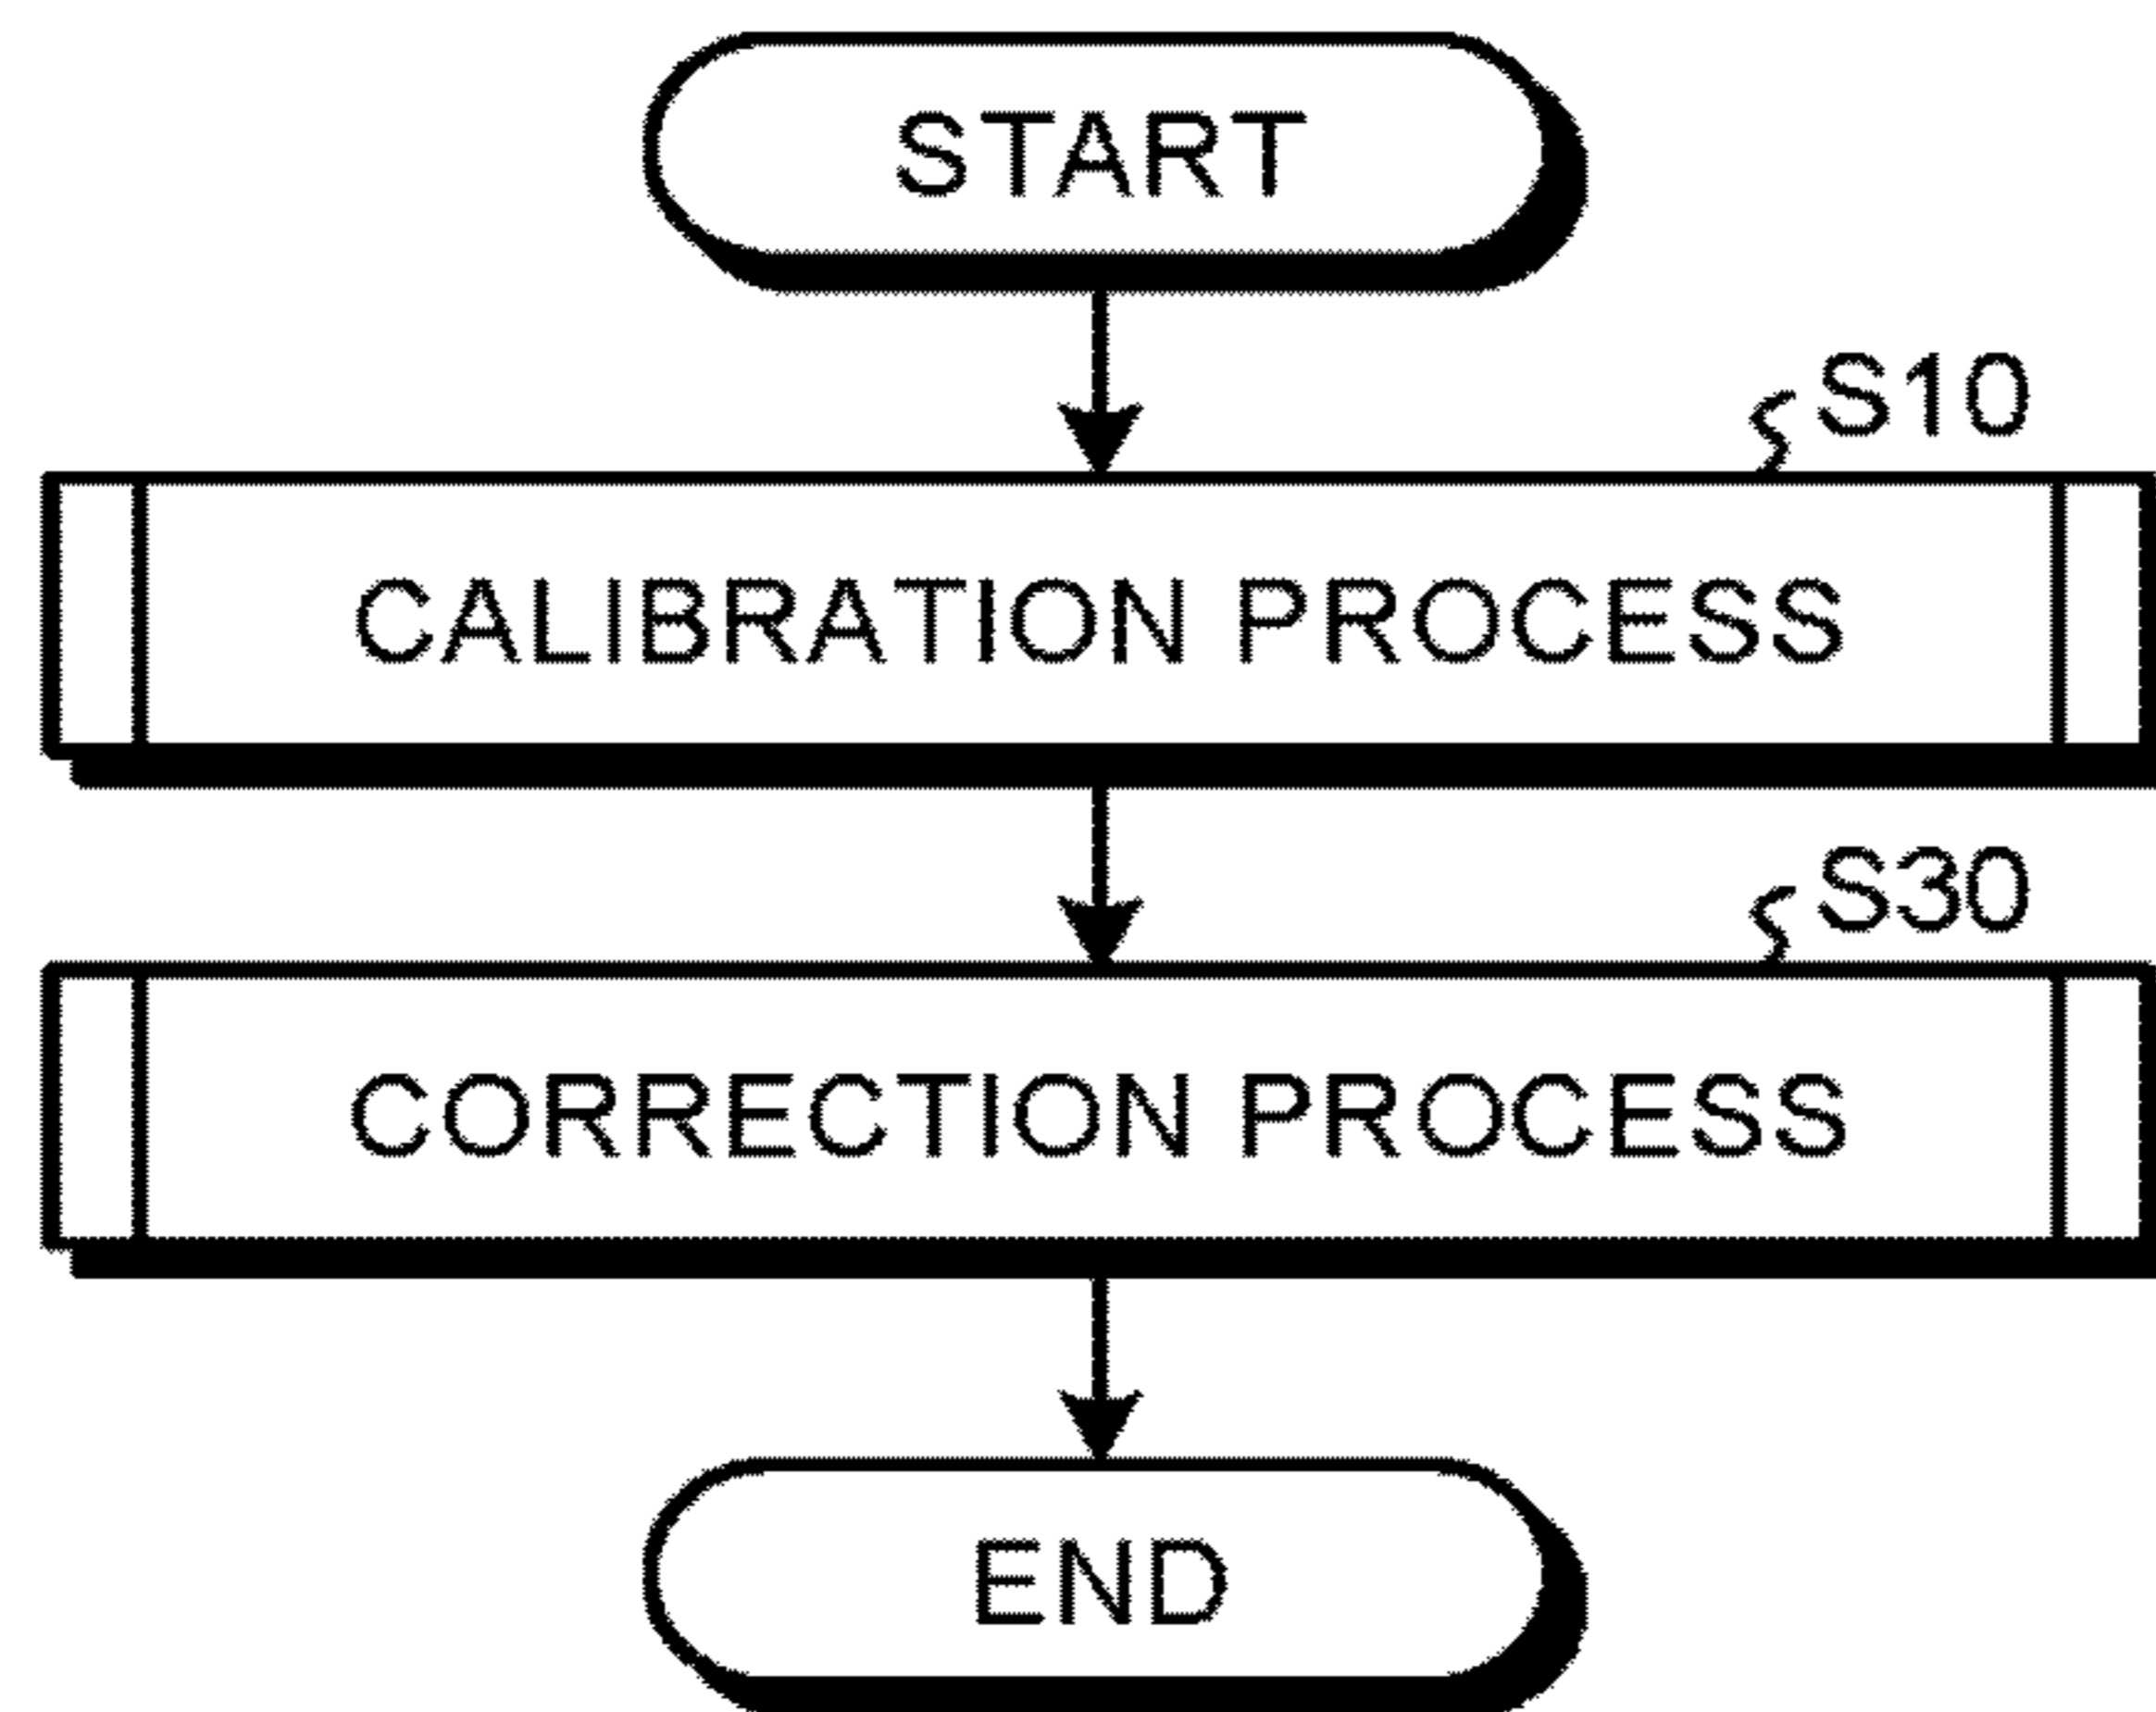 START
S10
CALIBRATION PROCESS
S30
CORRECTION PROCESS
END